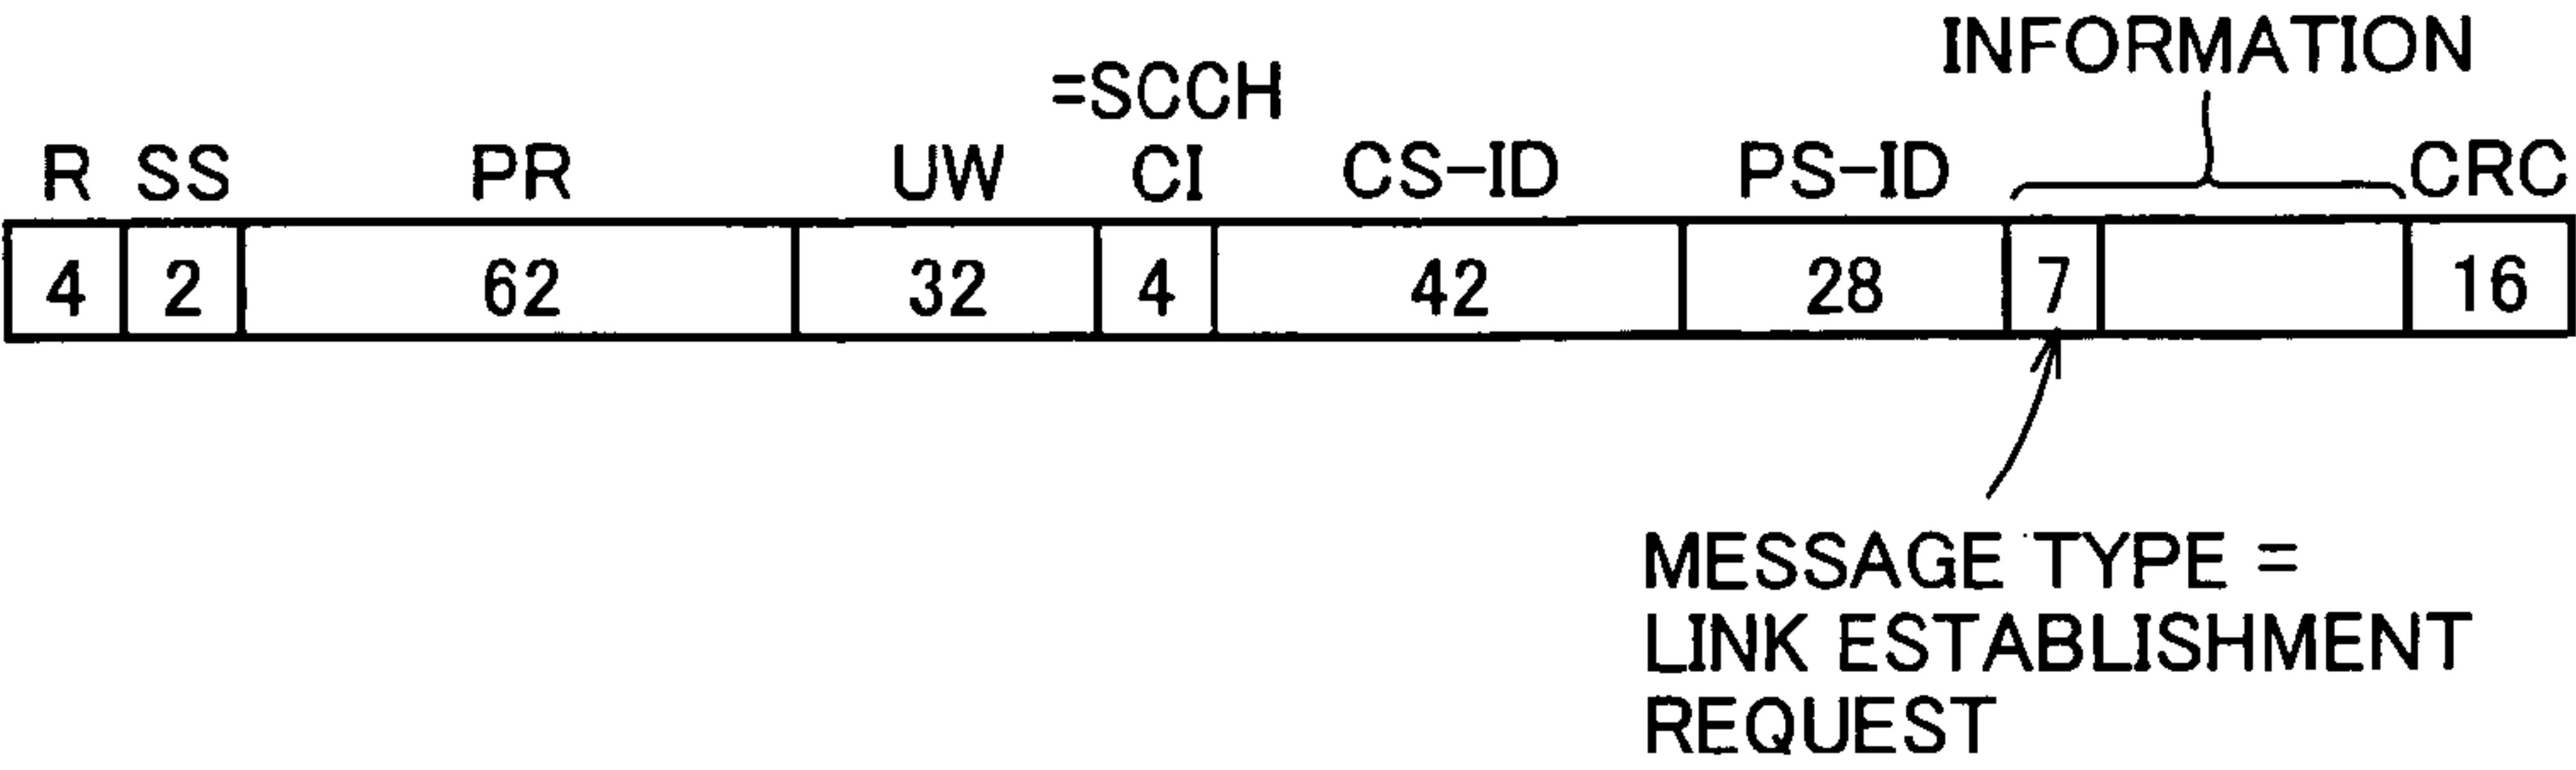 INFORMATION
=SCCH
R SS PR UW CI CS-ID PS-ID CRC
4 2 62 32 4 42 28 7 16
MESSAGE TYPE =
LINK ESTABLISHMENT
REQUEST